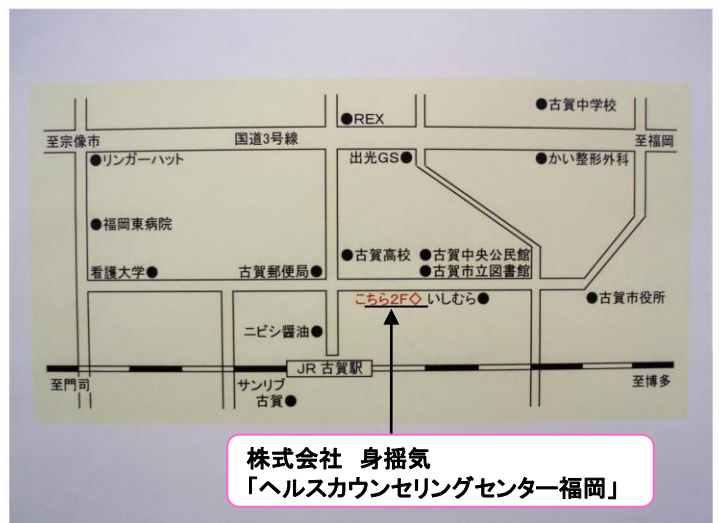 ●古賀中学校
●REX
至宗像市
国道3号線
至福岡
●リンガーハット
出光GS●
●かい整形外科
●福岡東病院
●古賀高校
●古賀中央公民館
看護大学●
古賀郵便局●
●古賀市立図書館
こちら2F◇
いしむら●
●古賀市役所
ニビシ醤油●
JR 古賀駅
至門司
サンリブ
古賀●
至博多
株式会社　身揺気
「ヘルスカウンセリングセンター福岡」